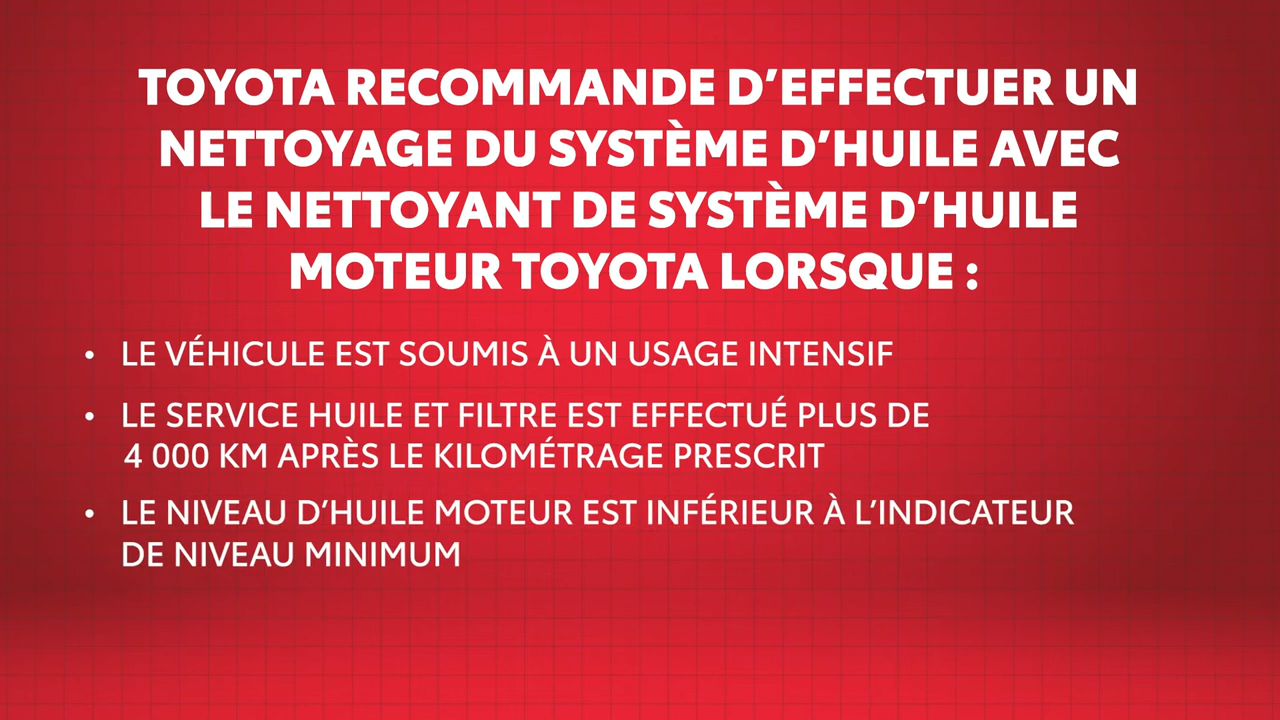 TOYOTA RECOMMANDE D’EFFECTUER UN
NETTOYAGE DU SYSTÈME D’HUILE AVEC
LE NETTOYANT DE SYSTÈME D’HUILE
MOTEUR TOYOTA LORSQUE :
• LE VÉHICULE EST SOUMIS À UN USAGE INTENSIF
• LE SERVICE HUILE ET FILTRE EST EFFECTUÉ PLUS DE
4 000 KM APRÈS LE KILOMÉTRAGE PRESCRIT
• LE NIVEAU D’HUILE MOTEUR EST INFÉRIEUR À L’INDICATEUR
DE NIVEAU MINIMUM